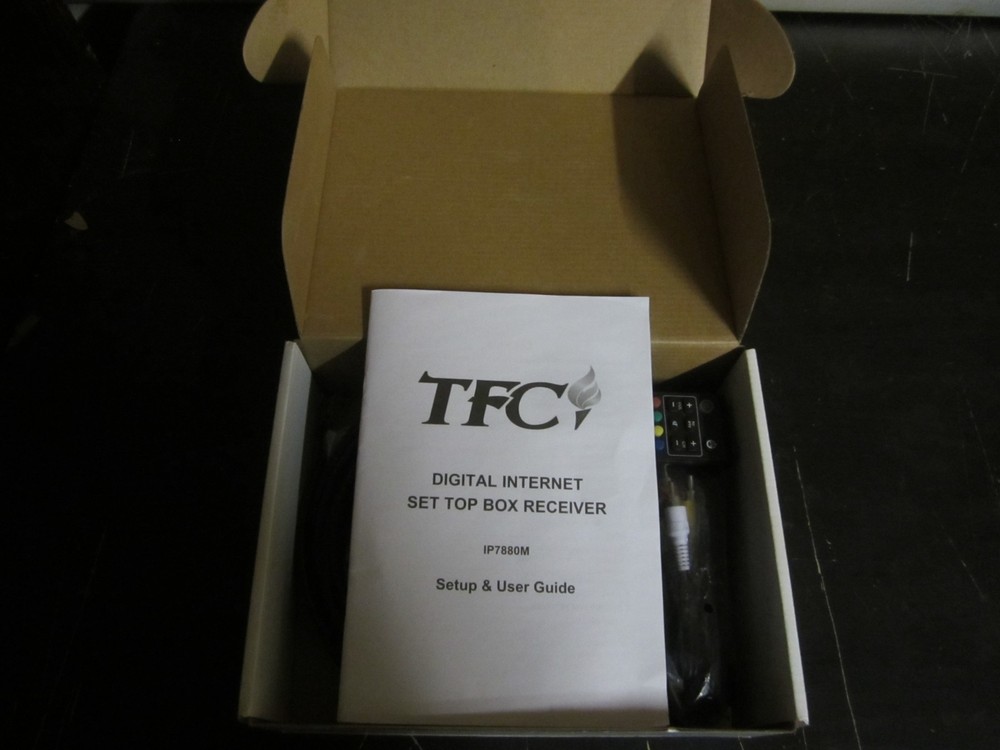 TFC
DIGITAL INTERNET
SET TOP BOX RECEIVER
IP7880M
Setup & User Guide